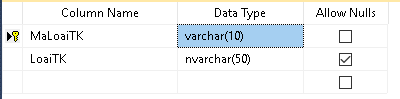 Column Name Data Type Allow Nulls
MaLoaiTK varchar(10)
LoaiTK nvarchar(50)